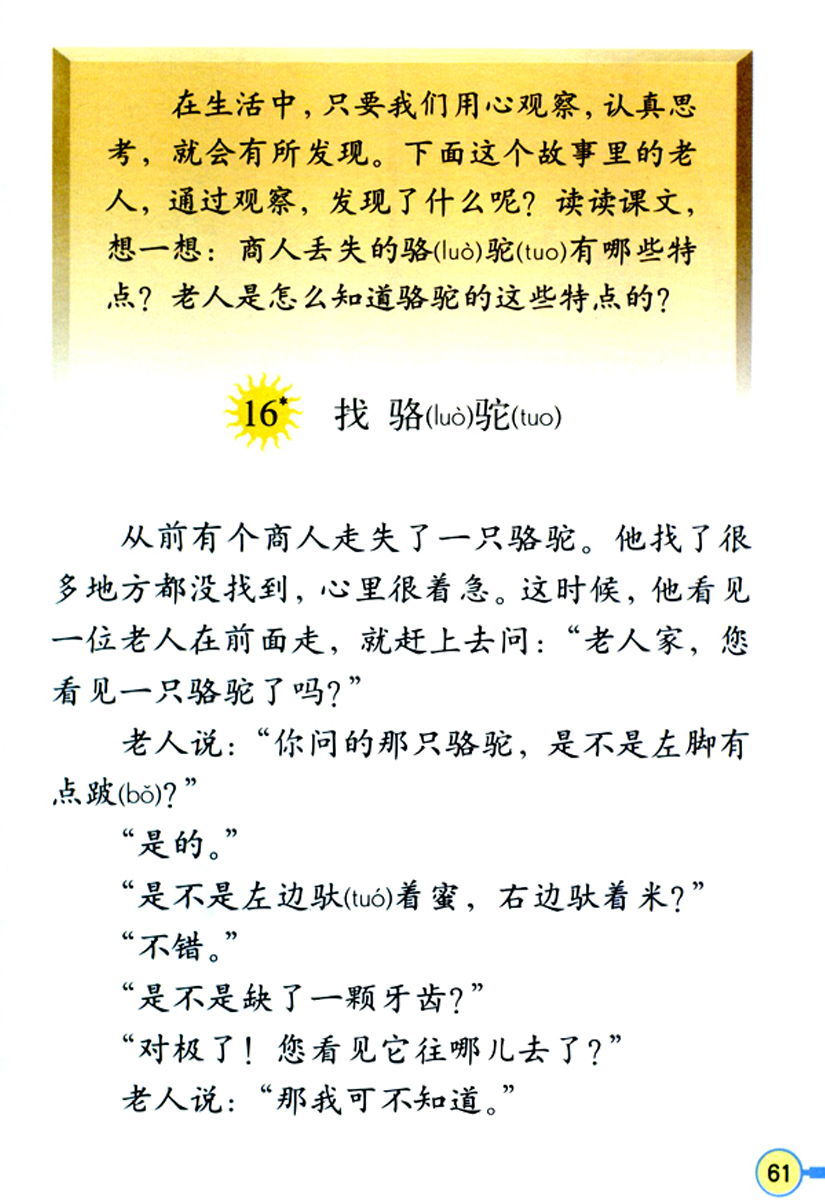 在生活中，只要我们用心观察，认真思
考，就会有所发现。下面这个故事里的老
人，通过观察，发现了什么呢？读读课文，
想一想：商人丢失的骆(luò)驼(tuo)有哪些特
点？老人是怎么知道骆驼的这些特点的？
16* 找 骆(luò)驼(tuo)
从前有个商人走失了一只骆驼。他找了很
多地方都没找到，心里很着急。这时候，他看见
一位老人在前面走，就赶上去问：“老人家，您
看见一只骆驼了吗？”
老人说：“你问的那只骆驼，是不是左脚有
点跛(bǒ)？”
“是的。”
“是不是左边驮(tuó)着蜜，右边驮着米？”
“不错。”
“是不是缺了一颗牙齿？”
“对极了！您看见它往哪儿去了？”
老人说：“那我可不知道。”
61